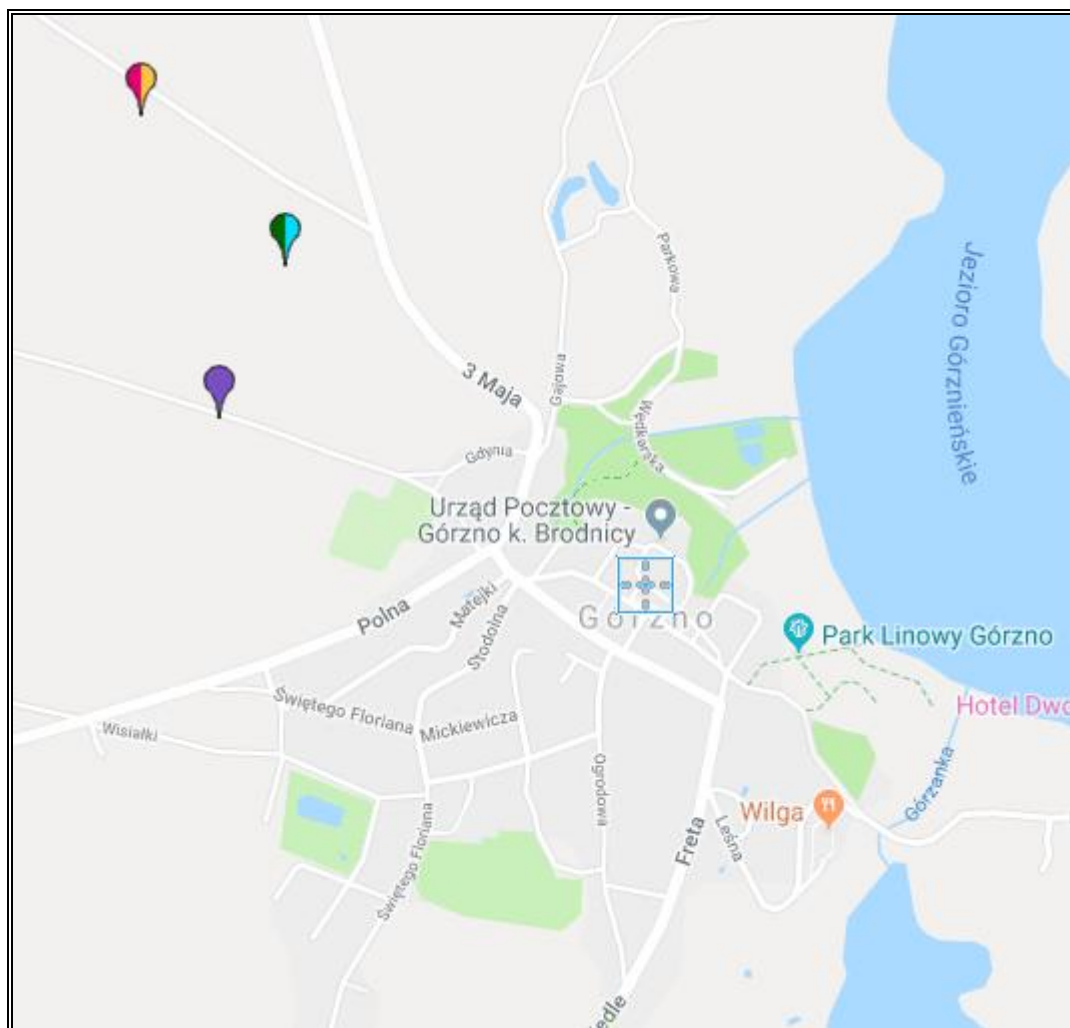 Parkowa
Jezioro Górznieńskie
3 Maja
Gajowa
Wędkarska
Gdynia
Urząd Pocztowy -
Górzno k. Brodnicy
Matejki
Polna
Stodolna
Górzno
Park Linowy Górzno
Świętego Floriana
Mickiewicza
Hotel Dwo
Wisiałki
Ogrodowa
Górzanka
Wilga
Freta
Leśna
Świętego Floriana
iedle